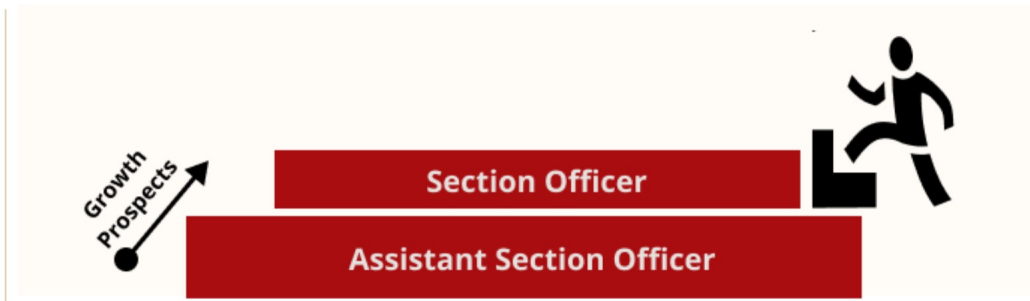 Growth
Prospects
Section Officer
Assistant Section Officer